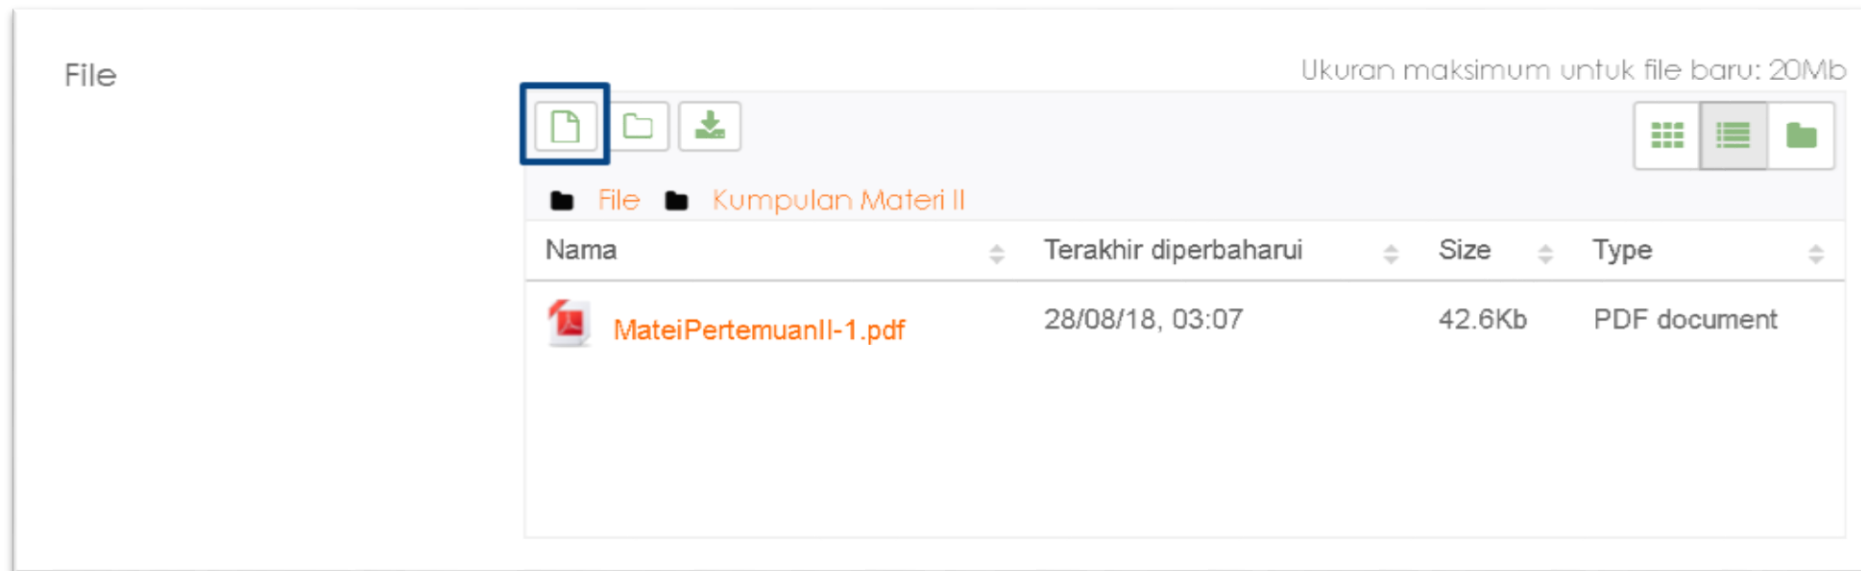 File
Ukuran maksimum untuk file baru: 20Mb
File Kumpulan Materi II
Nama Terakhir diperbaharui Size Type
MateiPertemuanII-1.pdf 28/08/18, 03:07 42.6Kb PDF document